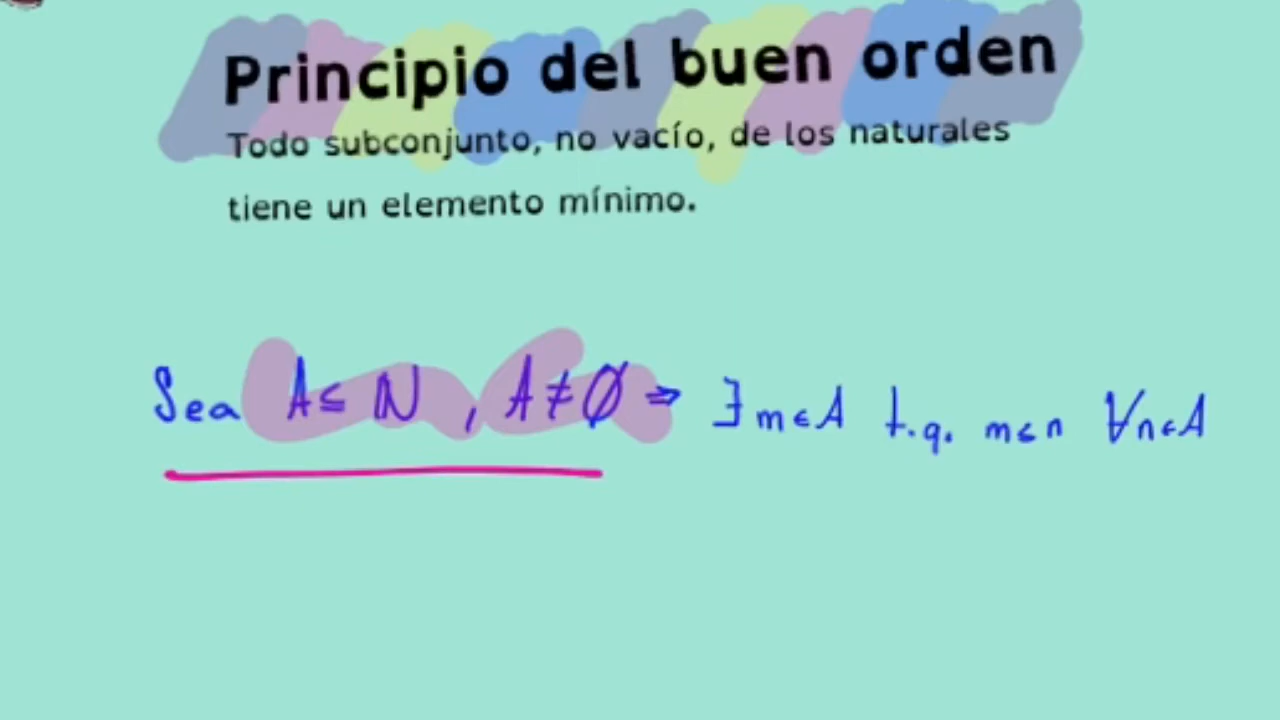 Principio del buen orden
Todo subconjunto, no vacío, de los naturales
tiene un elemento mínimo.
Sea A ⊆ ℕ , A ≠ ∅ ⇒ ∃ m ∈ A t.q. m ≤ n ∀ n ∈ A